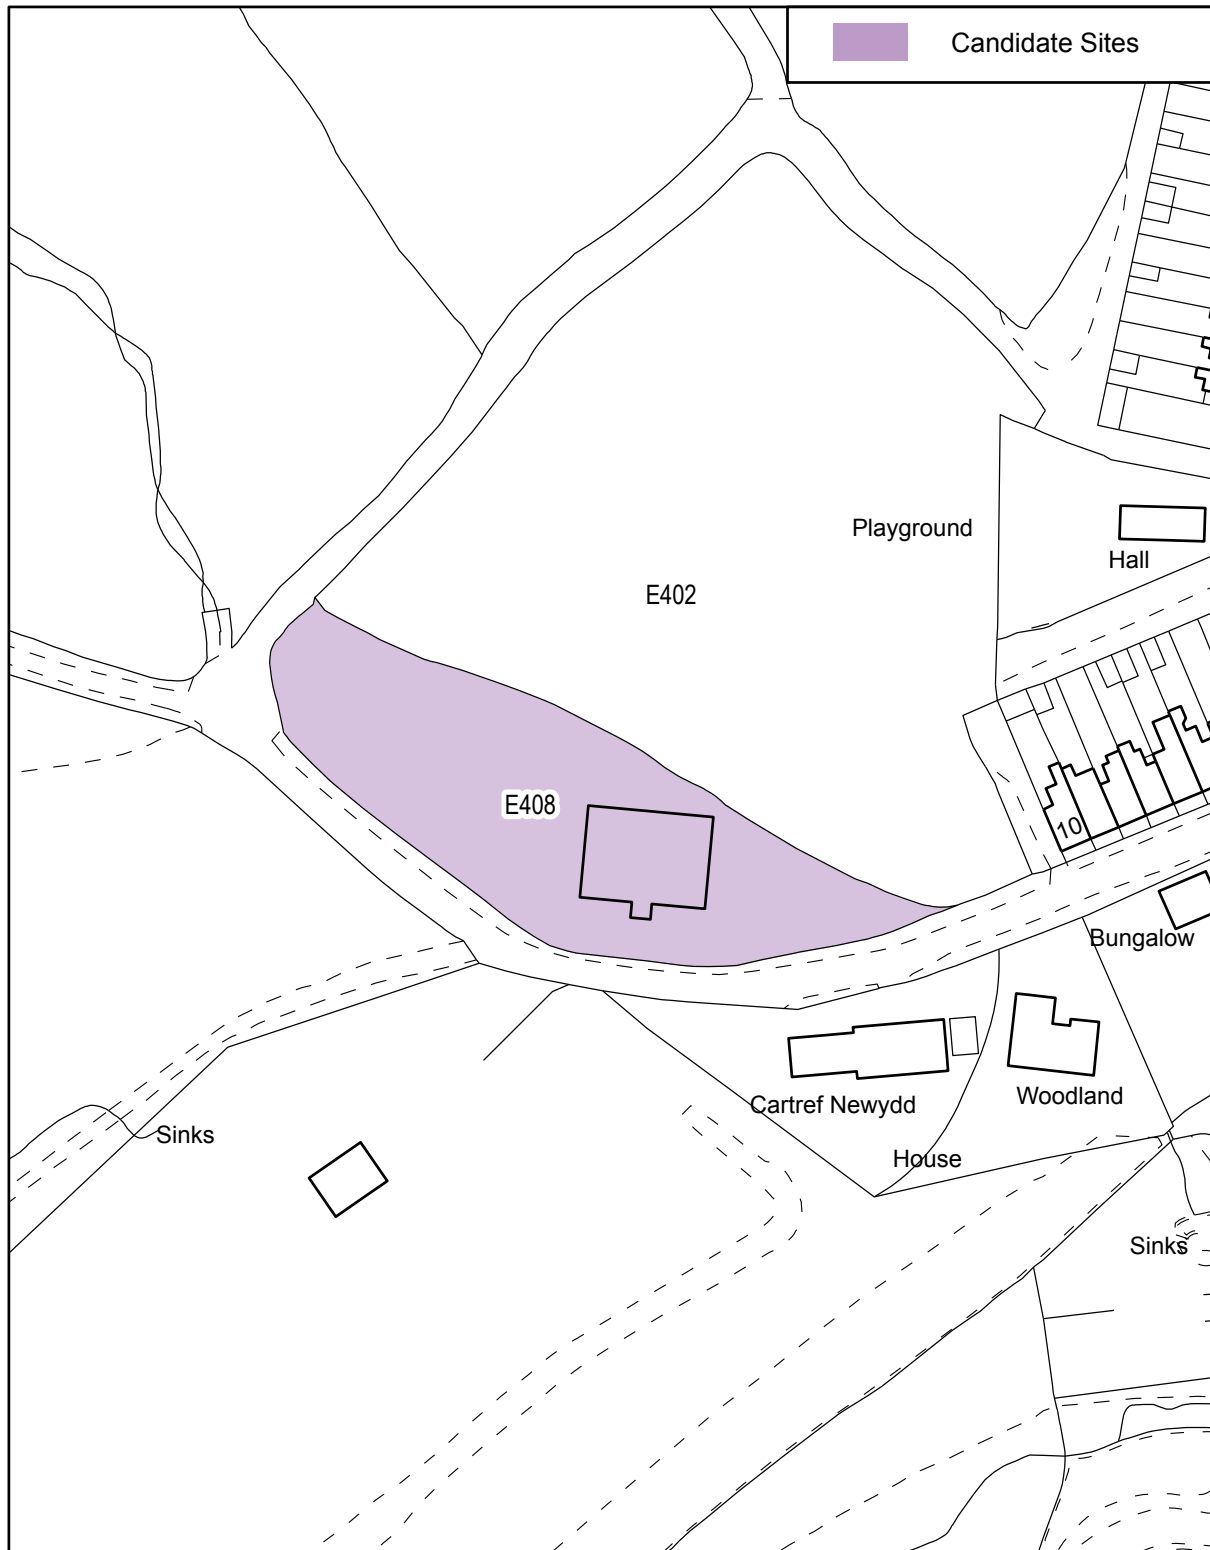 Candidate Sites
Playground
Hall
E402
E408
10
Bungalow
Cartref Newydd
Woodland
House
Sinks
Sinks